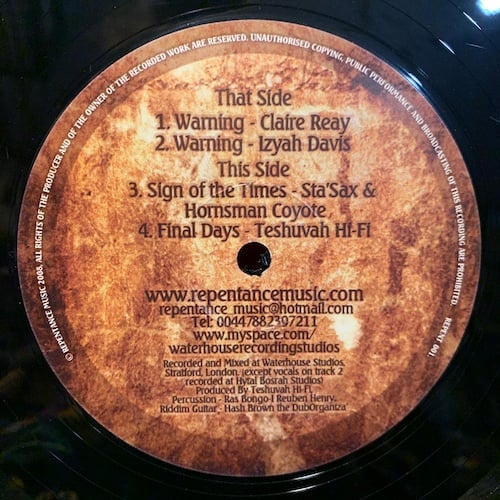 © REPENTANCE MUSIC 2008. ALL RIGHTS OF THE PRODUCER AND OF THE OWNER OF THE RECORDED WORK ARE RESERVED. UNAUTHORISED COPYING, PUBLIC PERFORMANCE AND BROADCASTING OF THIS RECORDING ARE PROHIBITED. REPENT 001.
That Side
1. Warning - Claire Reay
2. Warning - Izyah Davis
This Side
3. Sign of the Times - Sta'Sax &
Hornsman Coyote
4. Final Days - Teshuvah Hi-Fi
www.repentancemusic.com
repentance_music@hotmail.com
Tel: 00447882397211
www.myspace.com/
waterhouserecordingstudios
Recorded and Mixed at Waterhouse Studios,
Stratford, London, (except vocals on track 2
recorded at Hytal Bosrah Studios)
Produced By Teshuvah Hi-Fi,
Percussion - Ras Bongo-I Reuben Henry,
Riddim Guitar - Hash Brown the DubOrganiza